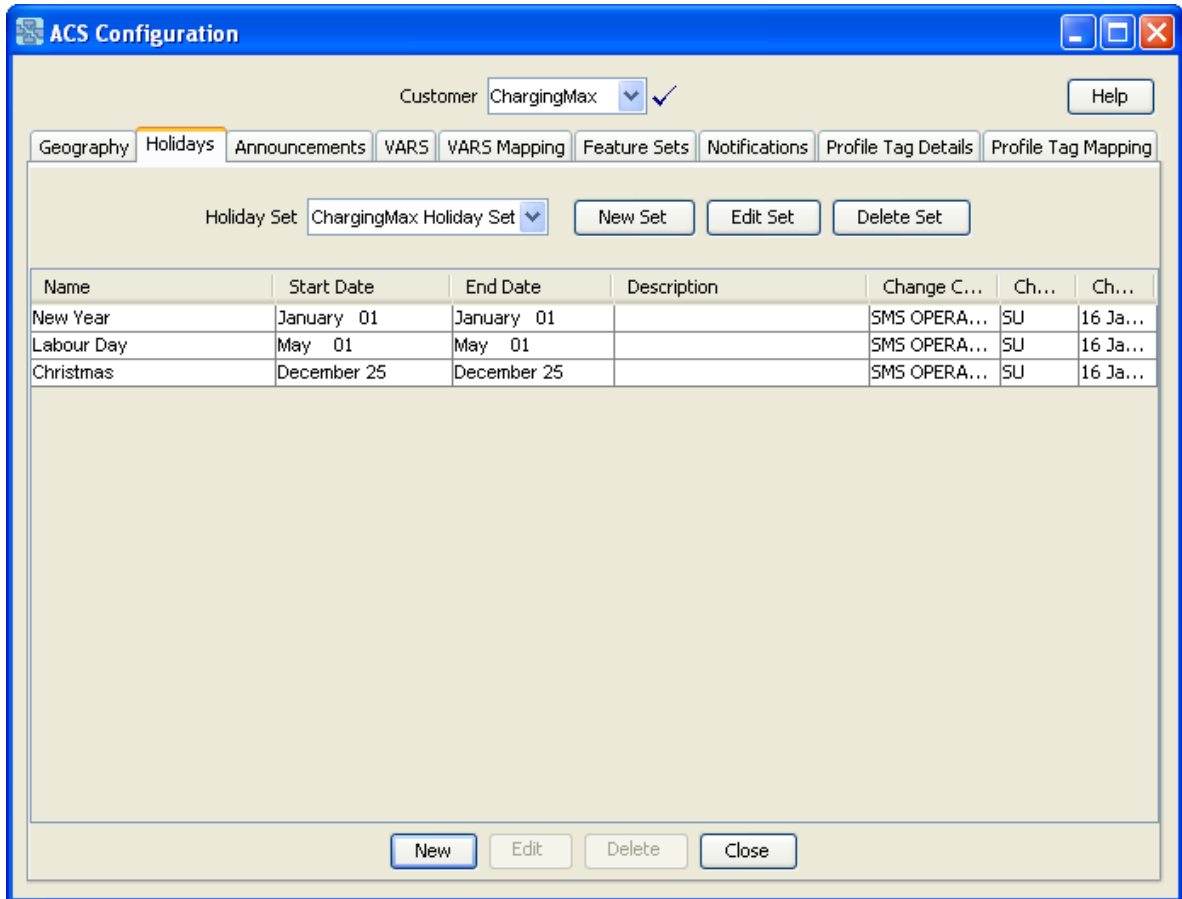 ACS Configuration
Customer ChargingMax Help
Geography Holidays Announcements VARS VARS Mapping Feature Sets Notifications Profile Tag Details Profile Tag Mapping
Holiday Set ChargingMax Holiday Set New Set Edit Set Delete Set
Name Start Date End Date Description Change C... Ch... Ch...
New Year January 01 January 01 SMS OPERA... SU 16 Ja...
Labour Day May 01 May 01 SMS OPERA... SU 16 Ja...
Christmas December 25 December 25 SMS OPERA... SU 16 Ja...
New Edit Delete Close